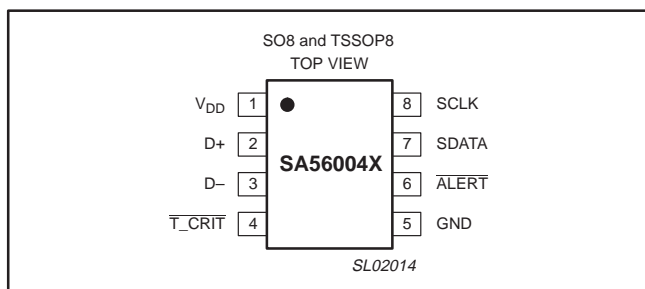 SO8 and TSSOP8
TOP VIEW
VDD 1 8 SCLK
D+ 2 7 SDATA
SA56004X
D– 3 6 ALERT
T_CRIT 4 5 GND
SL02014